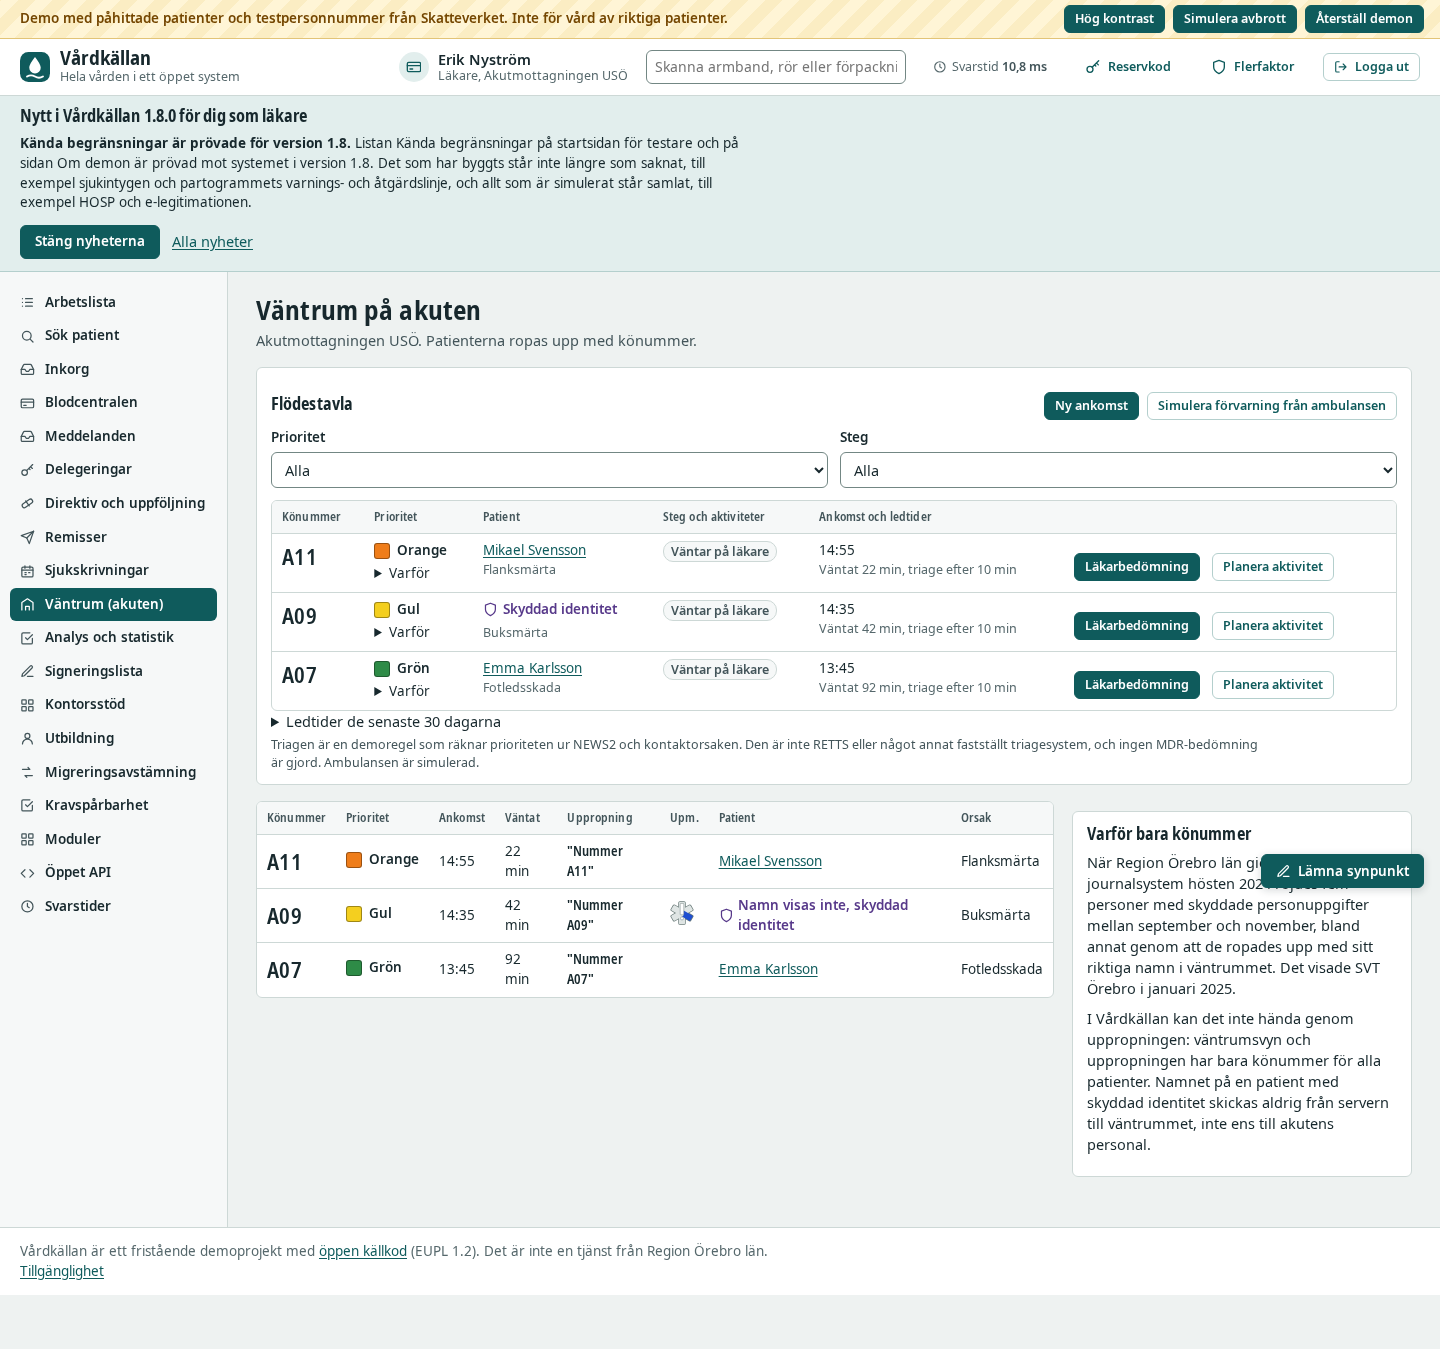 Demo med påhittade patienter och testpersonnummer från Skatteverket. Inte för vård av riktiga patienter.
Hög kontrast
Simulera avbrott
Återställ demon
Vårdkällan
Hela vården i ett öppet system
Erik Nyström
Läkare, Akutmottagningen USÖ
Skanna armband, rör eller förpackni
Svarstid 10,8 ms
Reservkod
Flerfaktor
Logga ut
Nytt i Vårdkällan 1.8.0 för dig som läkare
Kända begränsningar är prövade för version 1.8. Listan Kända begränsningar på startsidan för testare och på
sidan Om demon är prövad mot systemet i version 1.8. Det som har byggts står inte längre som saknat, till
exempel sjukintygen och partogrammets varnings- och åtgärdslinje, och allt som är simulerat står samlat, till
exempel HOSP och e-legitimationen.
Stäng nyheterna
Alla nyheter
Arbetslista
Sök patient
Inkorg
Blodcentralen
Meddelanden
Delegeringar
Direktiv och uppföljning
Remisser
Sjukskrivningar
Väntrum (akuten)
Analys och statistik
Signeringslista
Kontorsstöd
Utbildning
Migreringsavstämning
Kravspårbarhet
Moduler
Öppet API
Svarstider
Väntrum på akuten
Akutmottagningen USÖ. Patienterna ropas upp med könummer.
Flödestavla
Ny ankomst
Simulera förvarning från ambulansen
Prioritet
Steg
Alla
Alla
Könummer Prioritet Patient Steg och aktiviteter Ankomst och ledtider
A11 Orange Mikael Svensson Väntar på läkare 14:55
Varför Flanksmärta Väntat 22 min, triage efter 10 min Läkarbedömning Planera aktivitet
A09 Gul Skyddad identitet Väntar på läkare 14:35
Varför Buksmärta Väntat 42 min, triage efter 10 min Läkarbedömning Planera aktivitet
A07 Grön Emma Karlsson Väntar på läkare 13:45
Varför Fotledsskada Väntat 92 min, triage efter 10 min Läkarbedömning Planera aktivitet
Ledtider de senaste 30 dagarna
Triagen är en demoregel som räknar prioriteten ur NEWS2 och kontaktorsaken. Den är inte RETTS eller något annat fastställt triagesystem, och ingen MDR-bedömning
är gjord. Ambulansen är simulerad.
Könummer Prioritet Ankomst Väntat Uppropning Upm. Patient Orsak
A11 Orange 14:55 22 min "Nummer A11" Mikael Svensson Flanksmärta
A09 Gul 14:35 42 min "Nummer A09" Namn visas inte, skyddad identitet Buksmärta
A07 Grön 13:45 92 min "Nummer A07" Emma Karlsson Fotledsskada
Varför bara könummer
När Region Örebro län
Lämna synpunkt
journalsystem hösten
personer med skyddade personuppgifter
mellan september och november, bland
annat genom att de ropades upp med sitt
riktiga namn i väntrummet. Det visade SVT
Örebro i januari 2025.
I Vårdkällan kan det inte hända genom
uppropningen: väntrumsvyn och
uppropningen har bara könummer för alla
patienter. Namnet på en patient med
skyddad identitet skickas aldrig från servern
till väntrummet, inte ens till akutens
personal.
Vårdkällan är ett fristående demoprojekt med öppen källkod (EUPL 1.2). Det är inte en tjänst från Region Örebro län.
Tillgänglighet